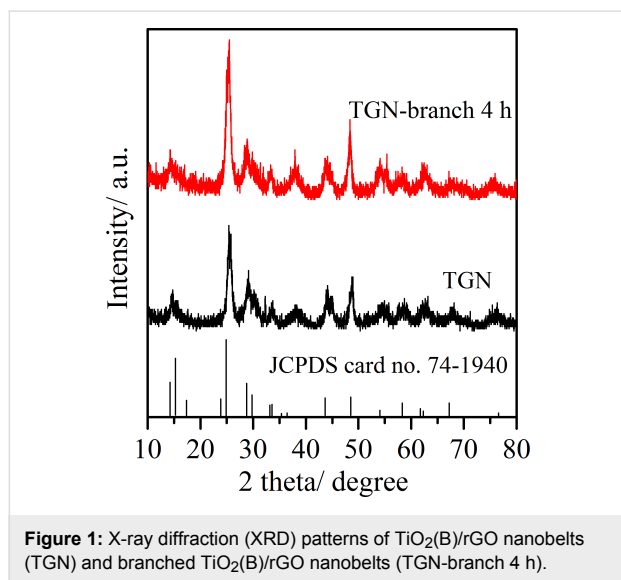 TGN-branch 4 h
TGN
JCPDS card no. 74-1940
Intensity/ a.u.
10 20 30 40 50 60 70 80
2 theta/ degree
Figure 1: X-ray diffraction (XRD) patterns of TiO2(B)/rGO nanobelts
(TGN) and branched TiO2(B)/rGO nanobelts (TGN-branch 4 h).